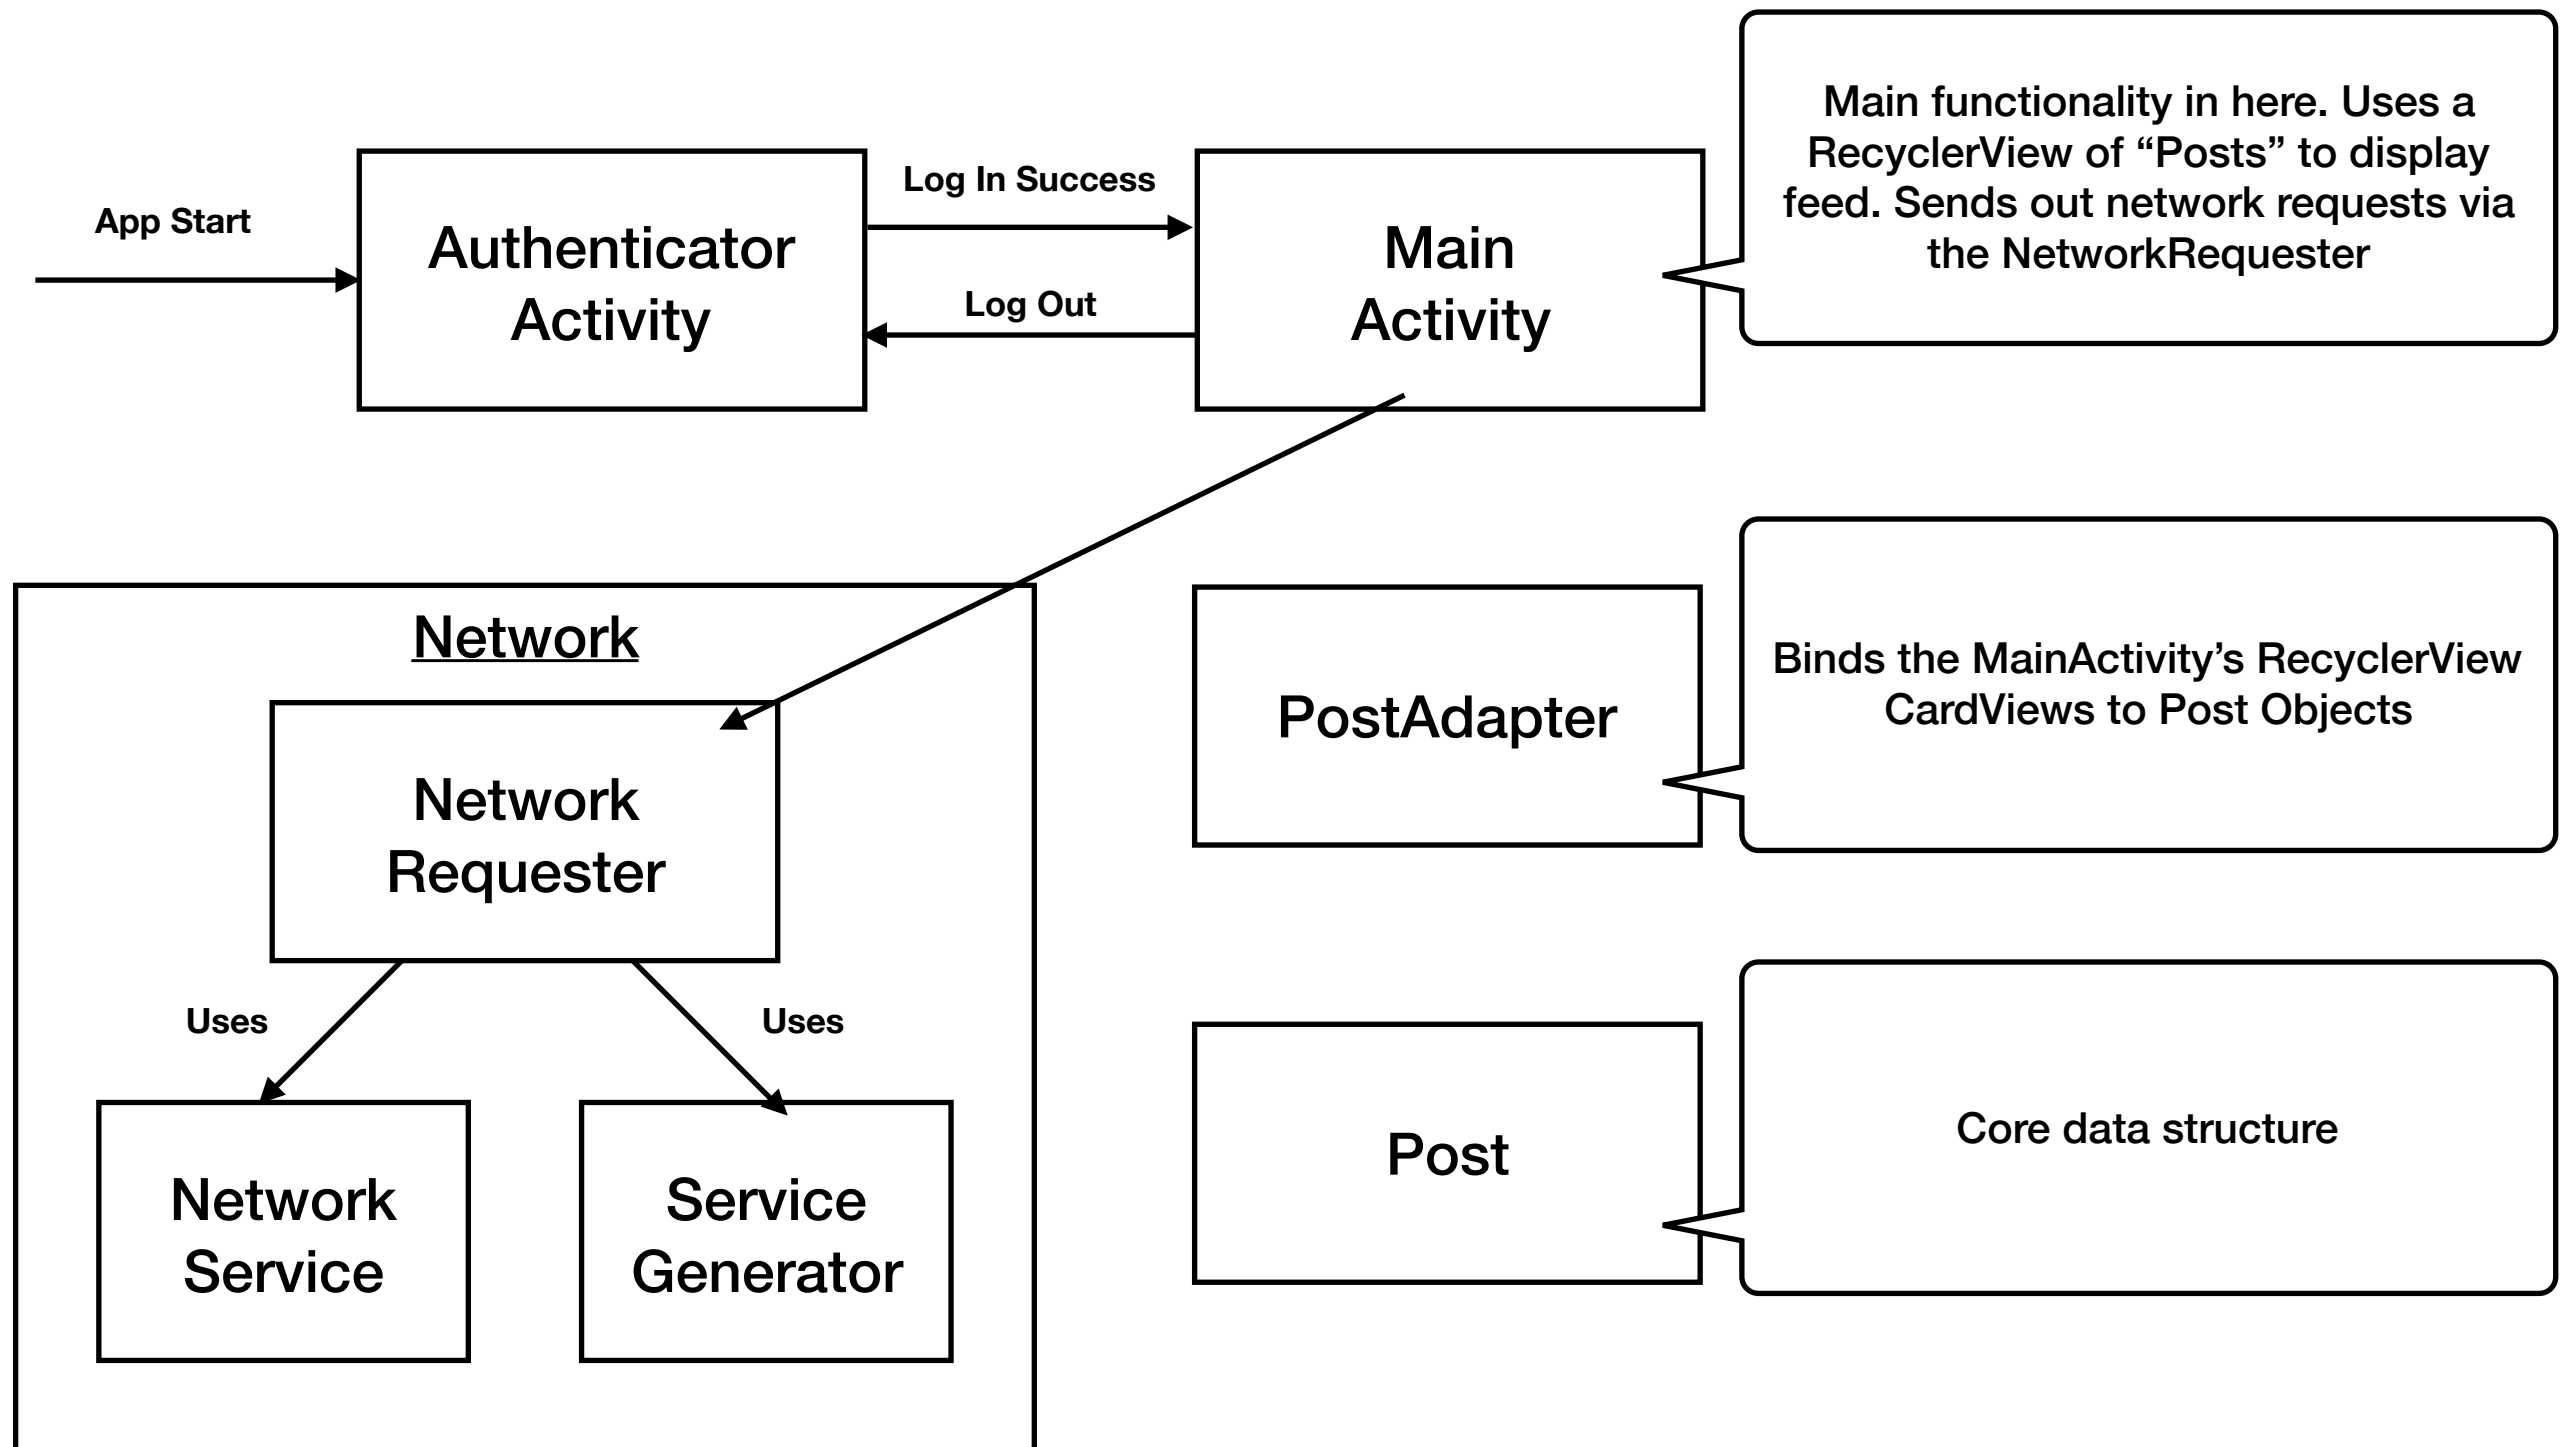 App Start
Authenticator
Activity
Log In Success
Log Out
Main
Activity
Main functionality in here. Uses a
RecyclerView of “Posts” to display
feed. Sends out network requests via
the NetworkRequester
Network
Network
Requester
Uses
Uses
Network
Service
Service
Generator
PostAdapter
Binds the MainActivity’s RecyclerView
CardViews to Post Objects
Post
Core data structure